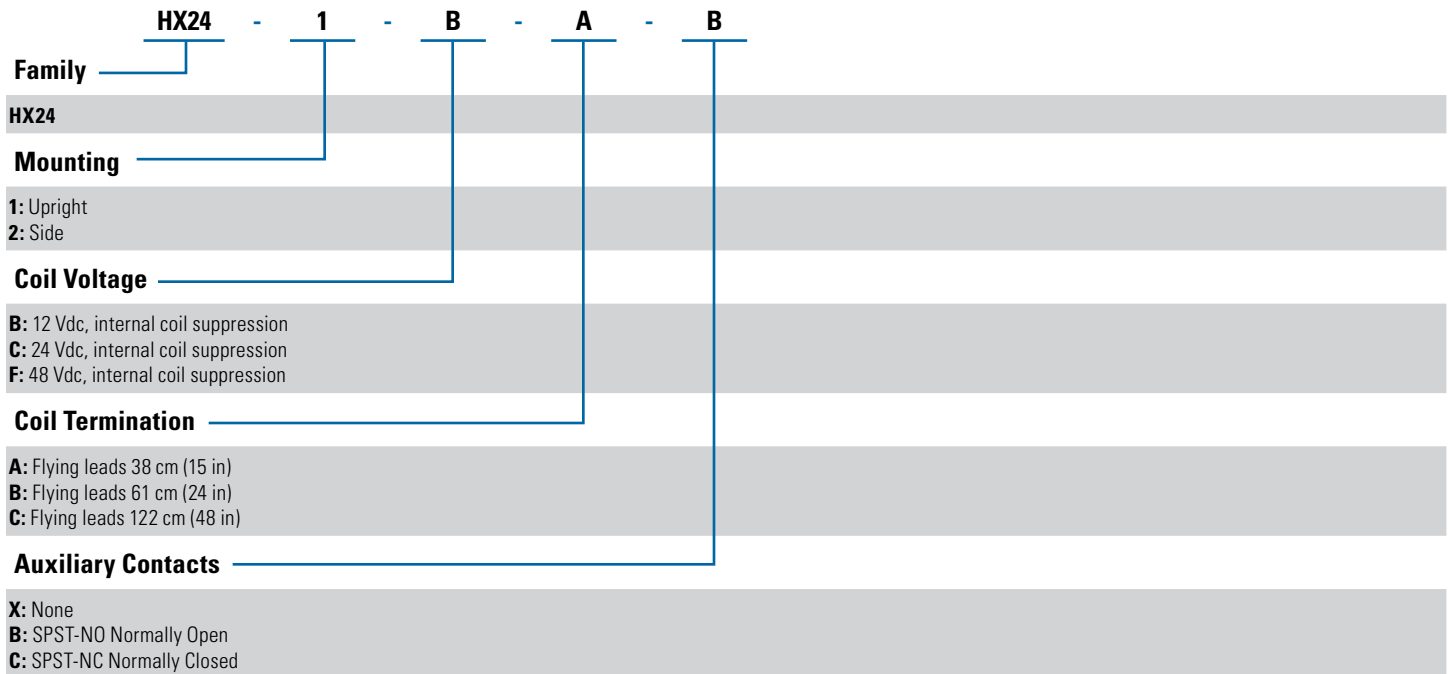 HX24 - 1 - B - A - B
Family
HX24
Mounting
1: Upright
2: Side
Coil Voltage
B: 12 Vdc, internal coil suppression
C: 24 Vdc, internal coil suppression
F: 48 Vdc, internal coil suppression
Coil Termination
A: Flying leads 38 cm (15 in)
B: Flying leads 61 cm (24 in)
C: Flying leads 122 cm (48 in)
Auxiliary Contacts
X: None
B: SPST-NO Normally Open
C: SPST-NC Normally Closed